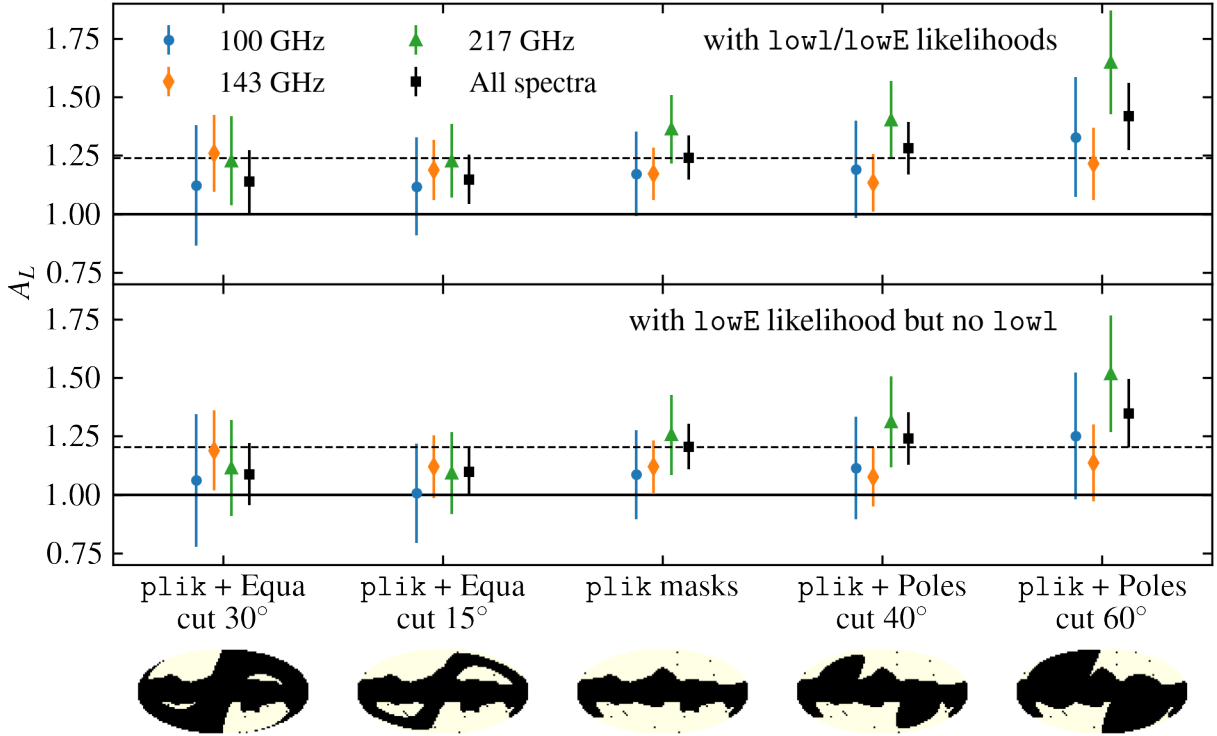 1.75
1.50
1.25
1.00
0.75
100 GHz
143 GHz
217 GHz
All spectra
with lowl/lowE likelihoods
A_L
1.75
1.50
1.25
1.00
0.75
with lowE likelihood but no lowl
plik + Equa
cut 30°
plik + Equa
cut 15°
plik masks
plik + Poles
cut 40°
plik + Poles
cut 60°